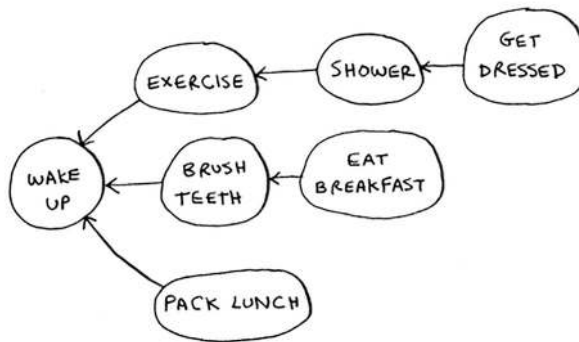 GET
DRESSED
SHOWER
EXERCISE
EAT
BREAKFAST
BRUSH
TEETH
WAKE
UP
PACK LUNCH